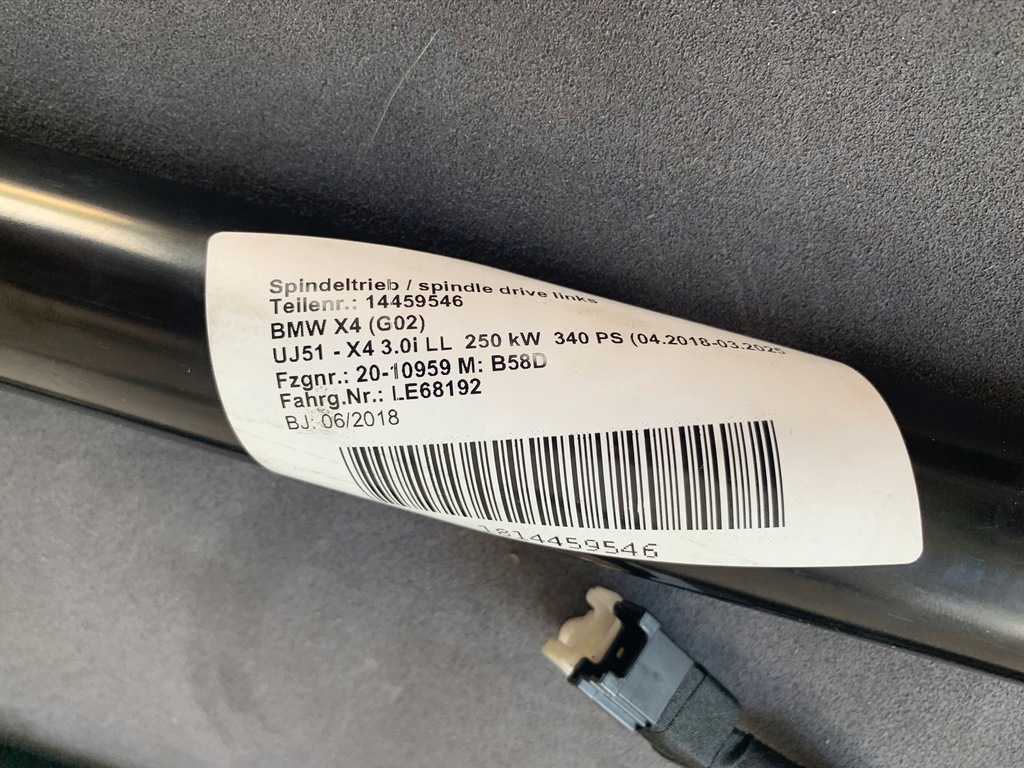 Spindeltrieb / spindle drive links
Teilenr.: 14459546
BMW X4 (G02)
UJ51 - X4 3.0i LL 250 kW 340 PS (04.2018-03.2025
Fzgnr.: 20-10959 M: B58D
Fahrg.Nr.: LE68192
BJ: 06/2018
1814459546